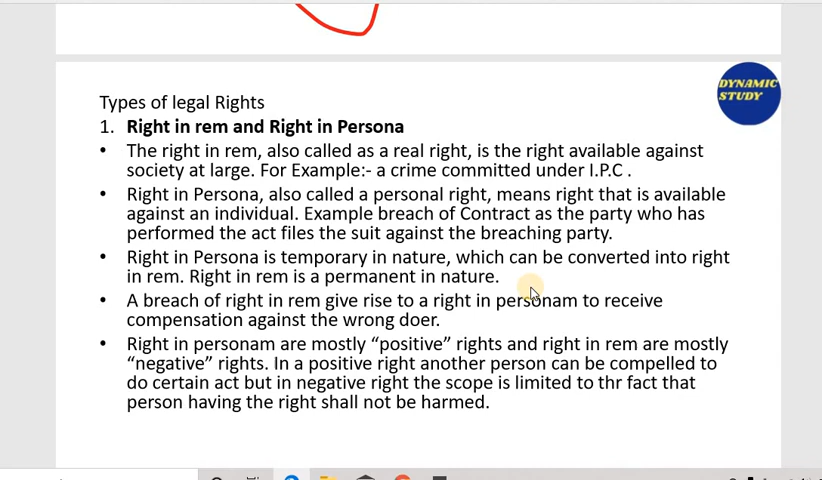 DYNAMIC
STUDY
Types of legal Rights
1. Right in rem and Right in Persona
• The right in rem, also called as a real right, is the right available against
society at large. For Example:- a crime committed under I.P.C .
• Right in Persona, also called a personal right, means right that is available
against an individual. Example breach of Contract as the party who has
performed the act files the suit against the breaching party.
• Right in Persona is temporary in nature, which can be converted into right
in rem. Right in rem is a permanent in nature.
• A breach of right in rem give rise to a right in personam to receive
compensation against the wrong doer.
• Right in personam are mostly “positive” rights and right in rem are mostly
“negative” rights. In a positive right another person can be compelled to
do certain act but in negative right the scope is limited to thr fact that
person having the right shall not be harmed.